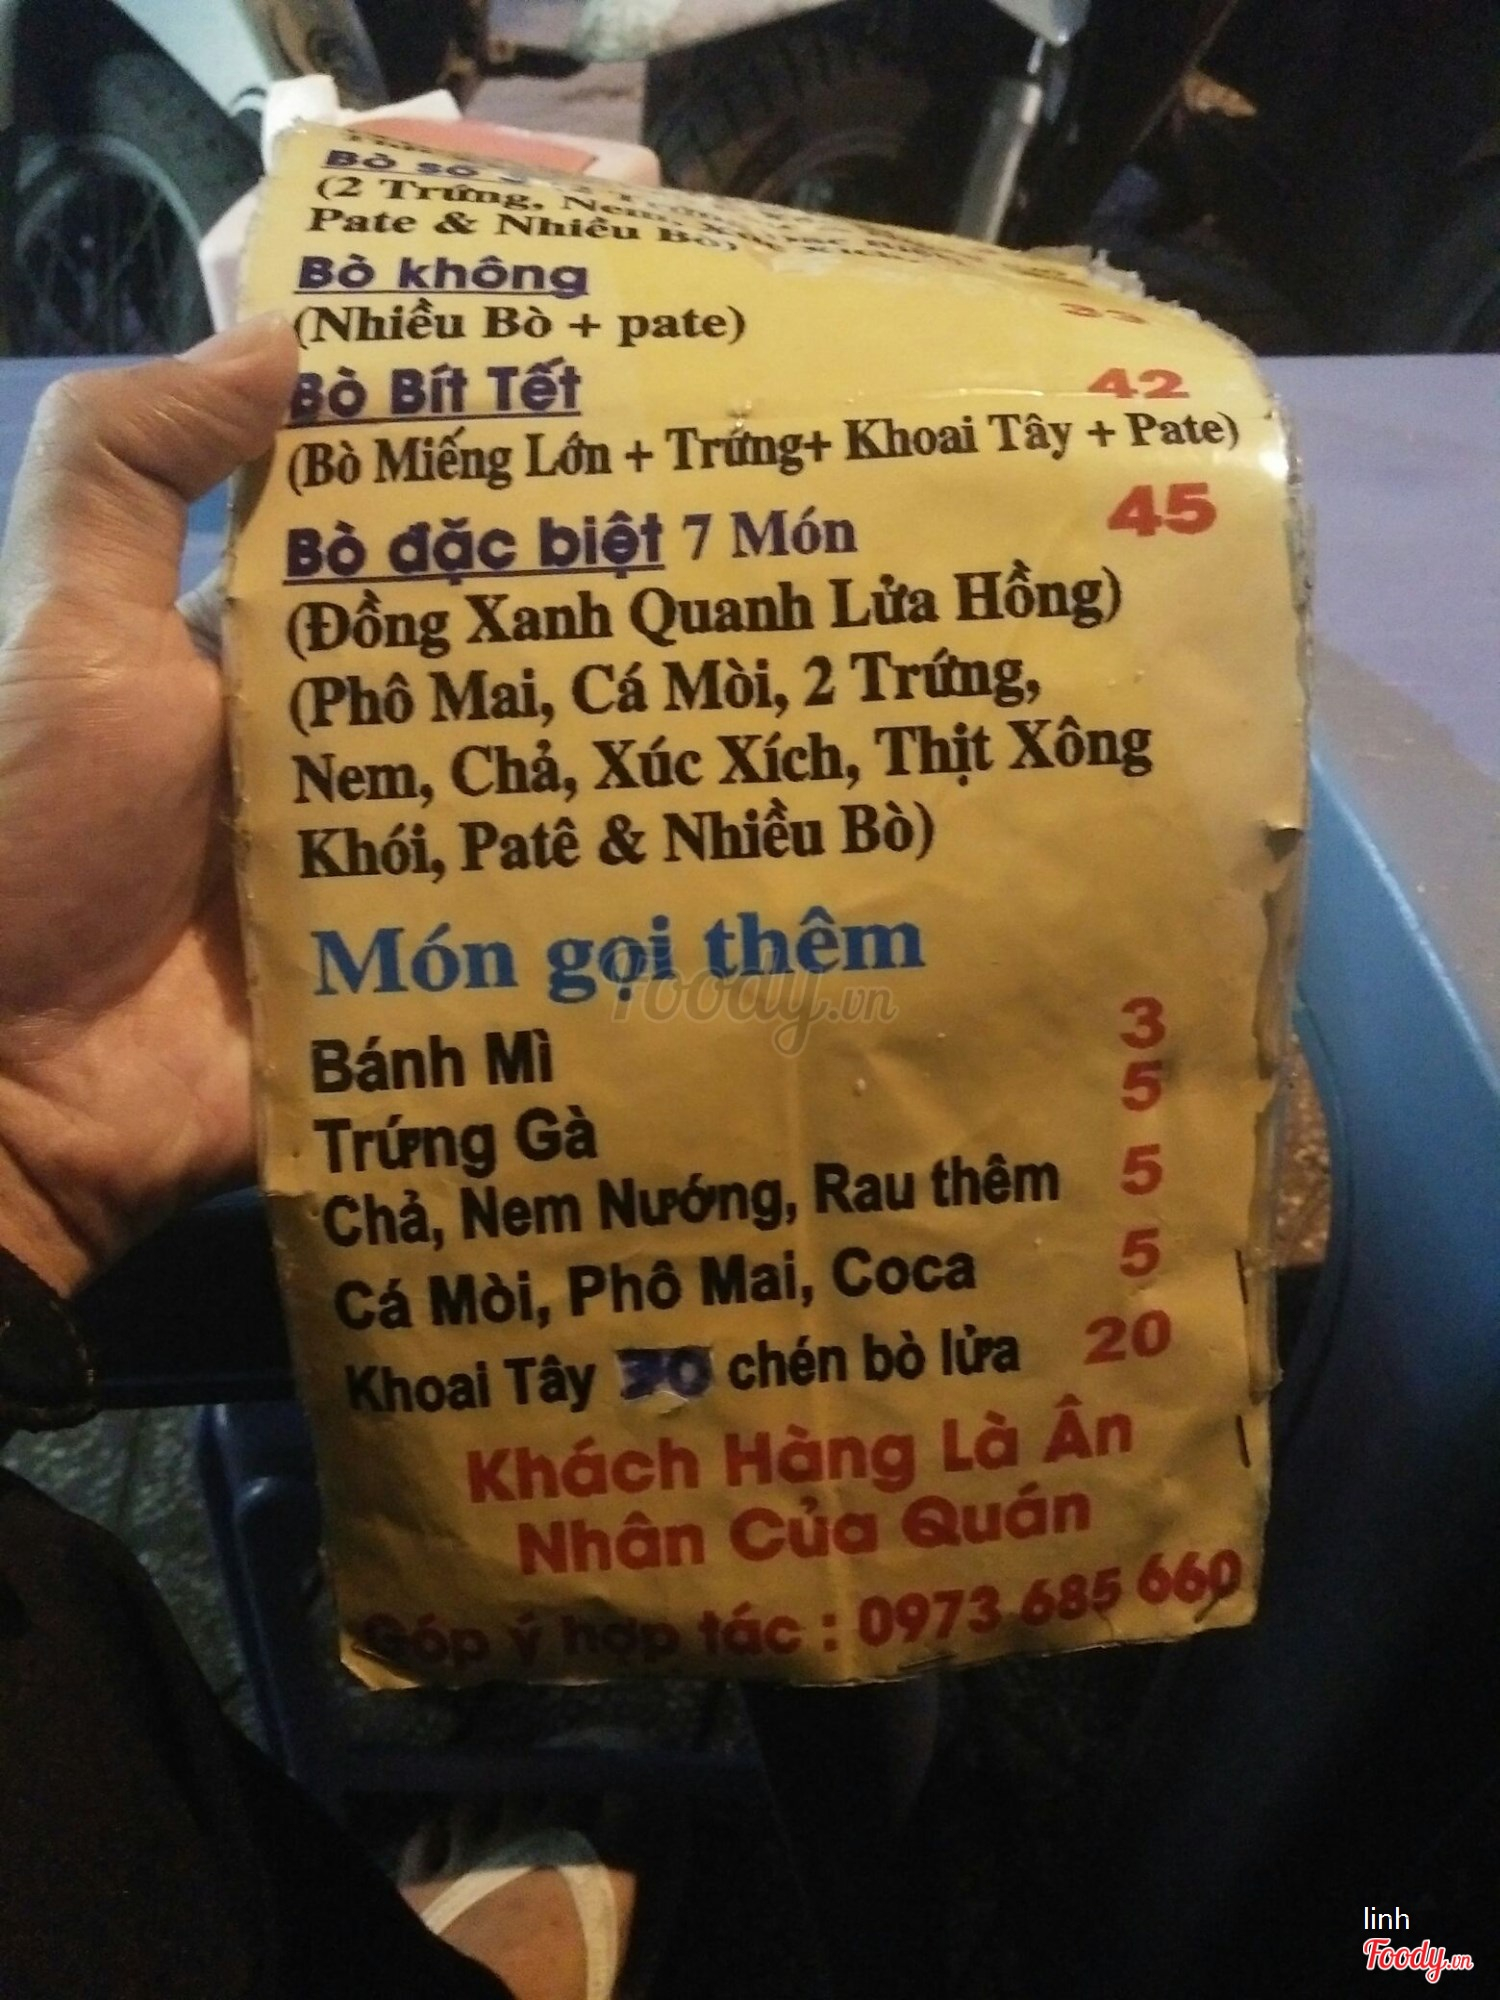 Bò số
(2 Trứng, Nem,
Pate & Nhiều Bò)
Bò không
(Nhiều Bò + pate)
Bò Bít Tết 42
(Bò Miếng Lớn + Trứng+ Khoai Tây + Pate)
Bò đặc biệt 7 Món 45
(Đồng Xanh Quanh Lửa Hồng)
(Phô Mai, Cá Mòi, 2 Trứng,
Nem, Chả, Xúc Xích, Thịt Xông
Khói, Patê & Nhiều Bò)
Món gọi thêm
Foody.vn
Bánh Mì 3
Trứng Gà 5
Chả, Nem Nướng, Rau thêm 5
Cá Mòi, Phô Mai, Coca 5
Khoai Tây chén bò lửa 20
Khách Hàng Là Ân
Nhân Của Quán
Góp ý hợp tác : 0973 685 660
linh
Foody.vn